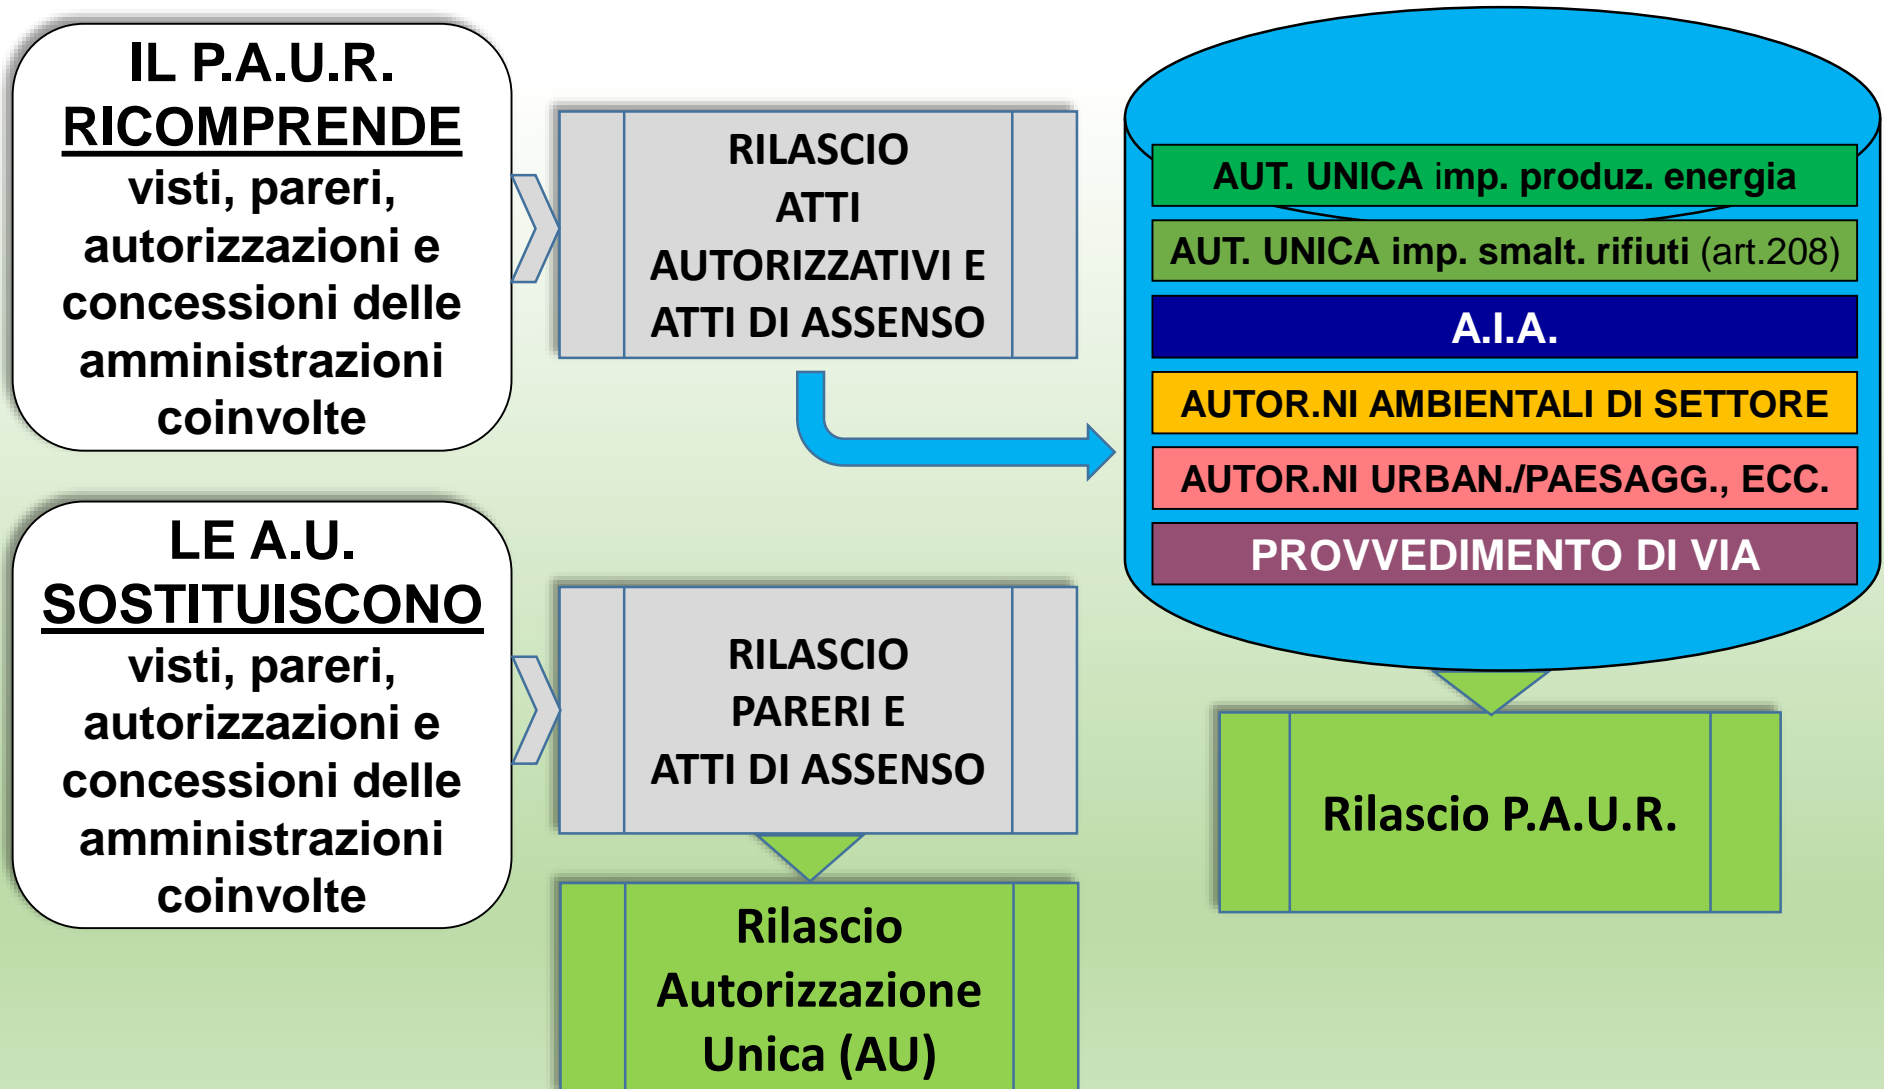 IL P.A.U.R.
RICOMPRENDE
visti, pareri,
autorizzazioni e
concessioni delle
amministrazioni
coinvolte
RILASCIO
ATTI
AUTORIZZATIVI E
ATTI DI ASSENSO
AUT. UNICA imp. produz. energia
AUT. UNICA imp. smalt. rifiuti (art.208)
A.I.A.
AUTOR.NI AMBIENTALI DI SETTORE
AUTOR.NI URBAN./PAESAGG., ECC.
PROVVEDIMENTO DI VIA
LE A.U.
SOSTITUISCONO
visti, pareri,
autorizzazioni e
concessioni delle
amministrazioni
coinvolte
RILASCIO
PARERI E
ATTI DI ASSENSO
Rilascio P.A.U.R.
Rilascio
Autorizzazione
Unica (AU)